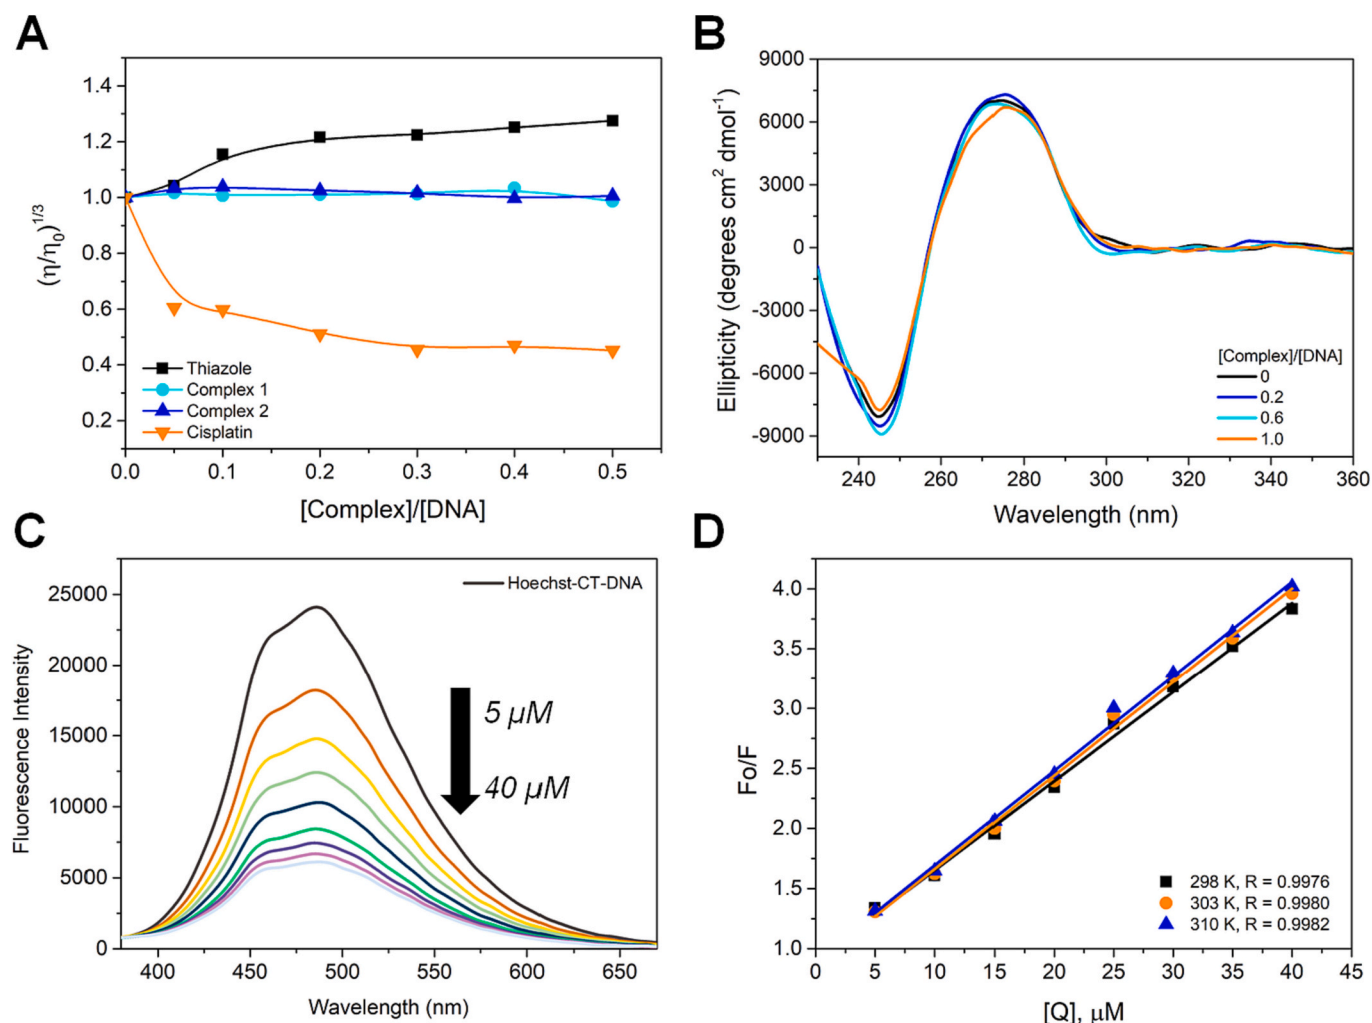 A
(η/η₀)^1/3
1.4
1.2
1.0
0.8
0.6
0.4
0.2
Thiazole
Complex 1
Complex 2
Cisplatin
0.0 0.1 0.2 0.3 0.4 0.5
[Complex]/[DNA]
B
Ellipticity (degrees cm² dmol⁻¹)
9000
6000
3000
0
-3000
-6000
-9000
[Complex]/[DNA]
0
0.2
0.6
1.0
240 260 280 300 320 340 360
Wavelength (nm)
C
Fluorescence Intensity
25000
20000
15000
10000
5000
0
Hoechst-CT-DNA
5 µM
40 µM
400 450 500 550 600 650
Wavelength (nm)
D
Fo/F
4.0
3.5
3.0
2.5
2.0
1.5
1.0
298 K, R = 0.9976
303 K, R = 0.9980
310 K, R = 0.9982
0 5 10 15 20 25 30 35 40 45
[Q], µM